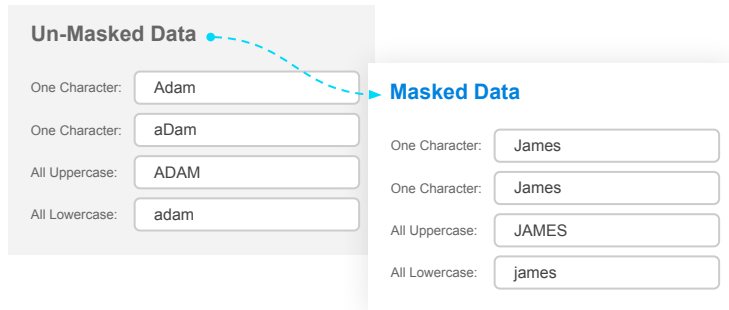 Un-Masked Data
One Character: Adam
One Character: aDam
All Uppercase: ADAM
All Lowercase: adam
Masked Data
One Character: James
One Character: James
All Uppercase: JAMES
All Lowercase: james